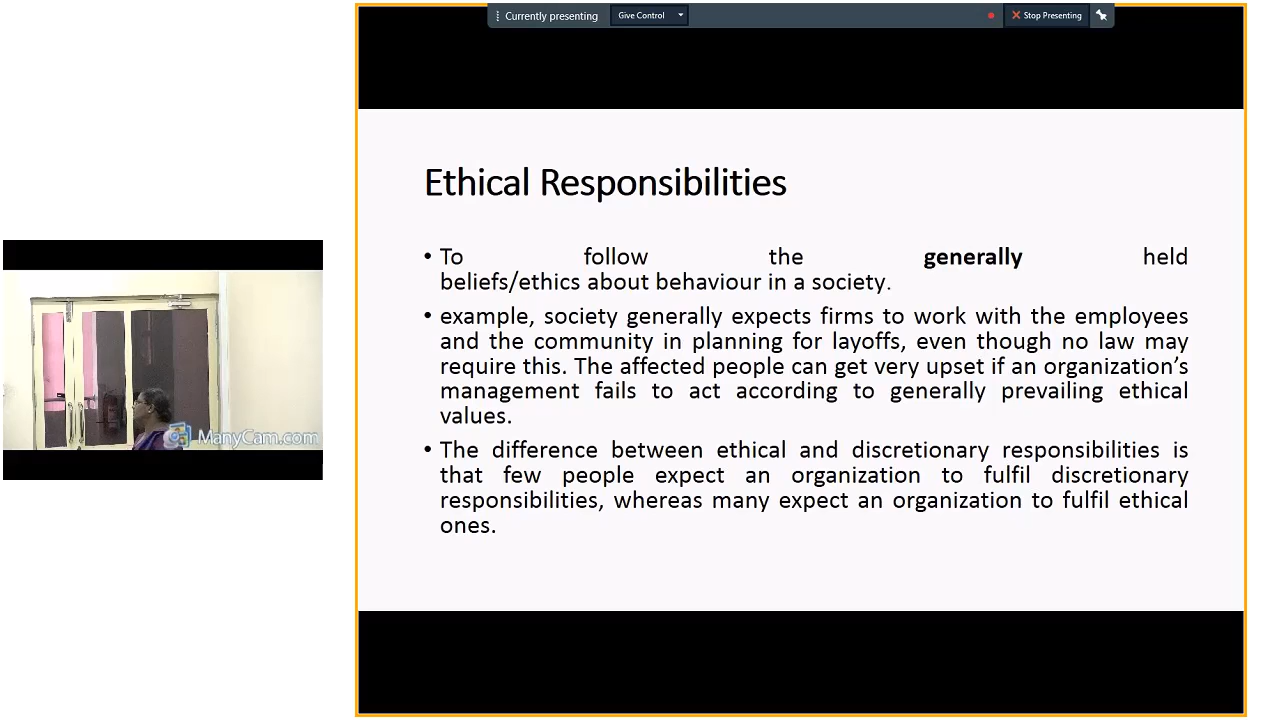 Currently presenting
Give Control
Stop Presenting
Ethical Responsibilities
• To follow the generally held
beliefs/ethics about behaviour in a society.
• example, society generally expects firms to work with the employees
and the community in planning for layoffs, even though no law may
require this. The affected people can get very upset if an organization's
management fails to act according to generally prevailing ethical
values.
• The difference between ethical and discretionary responsibilities is
that few people expect an organization to fulfil discretionary
responsibilities, whereas many expect an organization to fulfil ethical
ones.
ManyCam.com